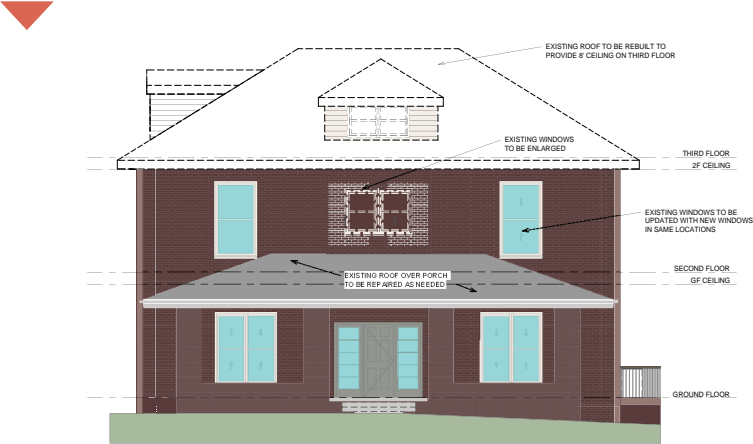 EXISTING ROOF TO BE REBUILT TO
PROVIDE 8' CEILING ON THIRD FLOOR
EXISTING WINDOWS
TO BE ENLARGED
THIRD FLOOR
2F CEILING
EXISTING WINDOWS TO BE
UPDATED WITH NEW WINDOWS
IN SAME LOCATIONS
SECOND FLOOR
EXISTING ROOF OVER PORCH
TO BE REPAIRED AS NEEDED
GF CEILING
GROUND FLOOR